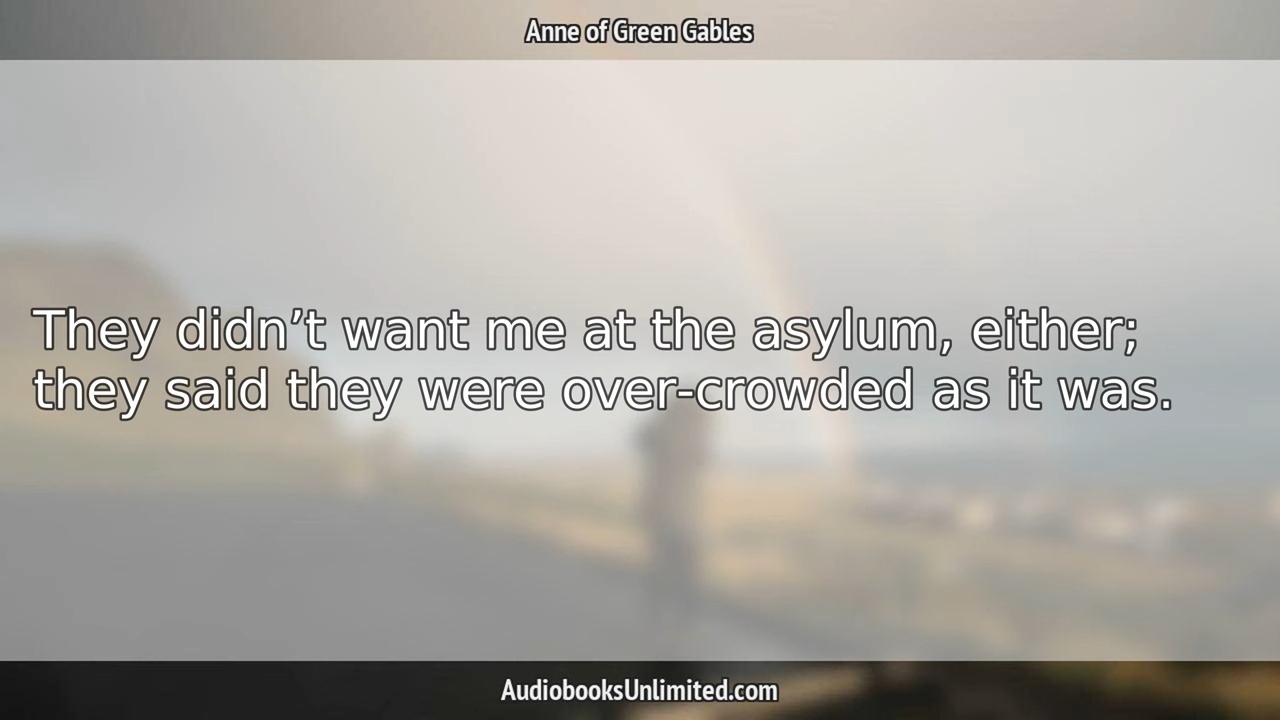 Anne of Green Gables
They didn’t want me at the asylum, either;
they said they were over-crowded as it was.
AudiobooksUnlimited.com